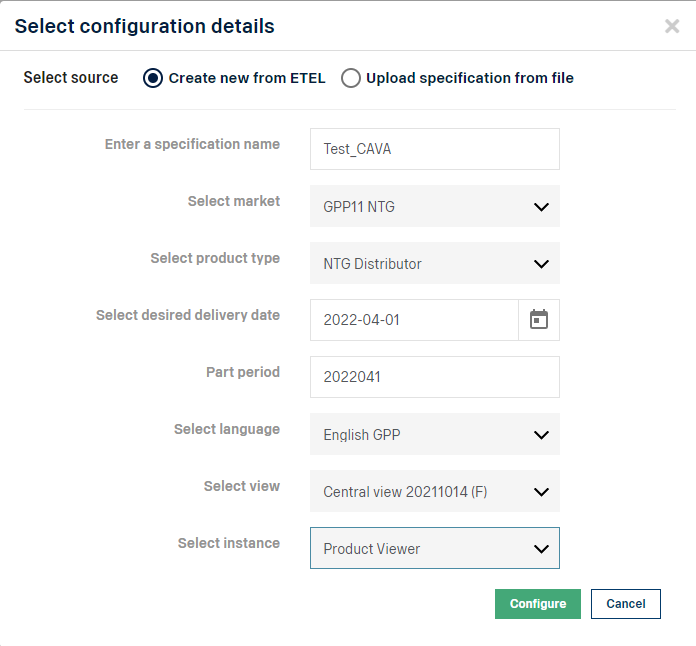 Select configuration details
Select source Create new from ETEL Upload specification from file
Enter a specification name Test_CAVA
Select market GPP11 NTG
Select product type NTG Distributor
Select desired delivery date 2022-04-01
Part period 2022041
Select language English GPP
Select view Central view 20211014 (F)
Select instance Product Viewer
Configure Cancel